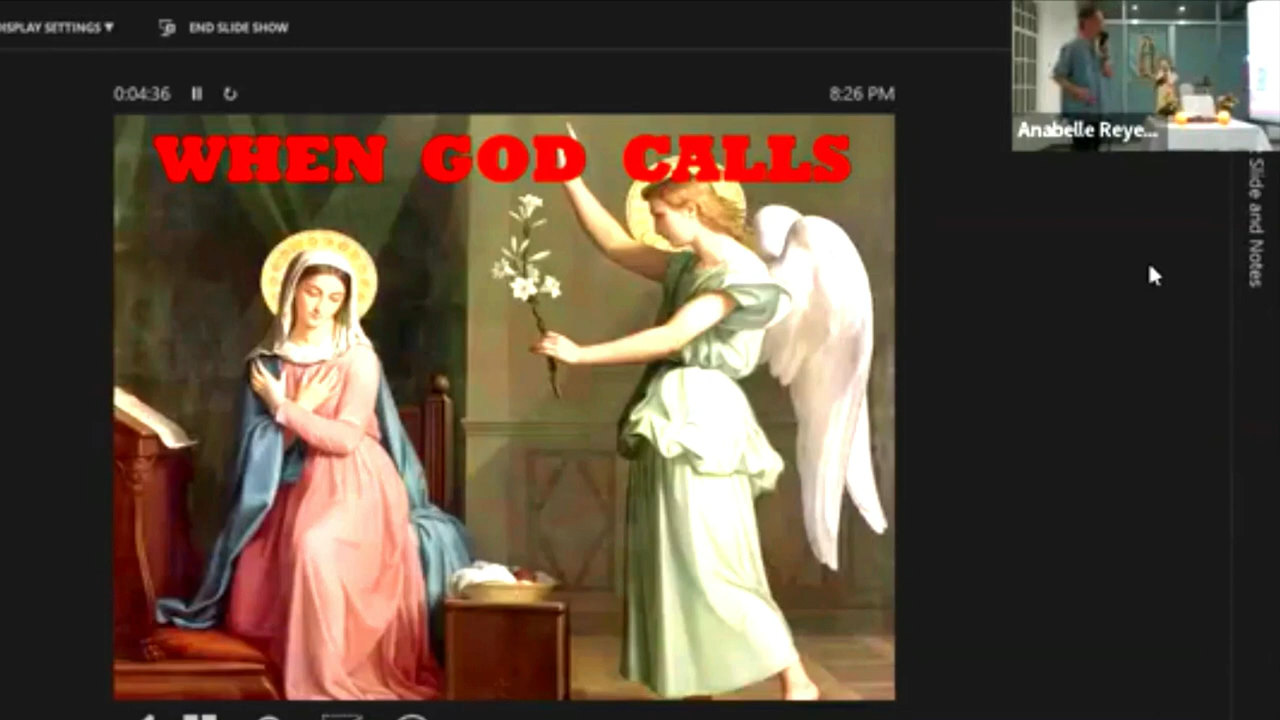 DISPLAY SETTINGS ▼
END SLIDE SHOW
0:04:36
8:26 PM
WHEN GOD CALLS
Anabelle Reye...
Slide and Notes